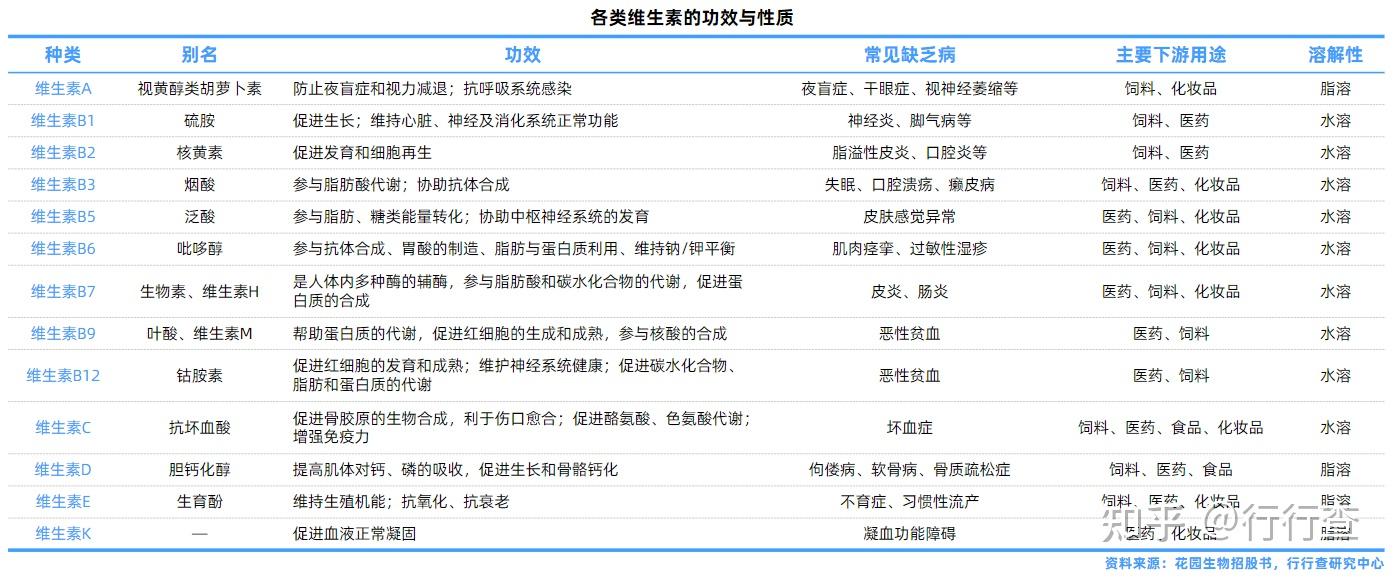 各类维生素的功效与性质
种类 别名 功效 常见缺乏病 主要下游用途 溶解性
维生素A 视黄醇类胡萝卜素 防止夜盲症和视力减退；抗呼吸系统感染 夜盲症、干眼症、视神经萎缩等 饲料、化妆品 脂溶
维生素B1 硫胺 促进生长；维持心脏、神经及消化系统正常功能 神经炎、脚气病等 饲料、医药 水溶
维生素B2 核黄素 促进发育和细胞再生 脂溢性皮炎、口腔炎等 饲料、医药 水溶
维生素B3 烟酸 参与脂肪酸代谢；协助抗体合成 失眠、口腔溃疡、癞皮病 饲料、医药、化妆品 水溶
维生素B5 泛酸 参与脂肪、糖类能量转化；协助中枢神经系统的发育 皮肤感觉异常 医药、饲料、化妆品 水溶
维生素B6 吡哆醇 参与抗体合成、胃酸的制造、脂肪与蛋白质利用、维持钠/钾平衡 肌肉痉挛、过敏性湿疹 医药、饲料、化妆品 水溶
维生素B7 生物素、维生素H 是人体内多种酶的辅酶，参与脂肪酸和碳水化合物的代谢，促进蛋
白质的合成 皮炎、肠炎 医药、饲料、化妆品 水溶
维生素B9 叶酸、维生素M 帮助蛋白质的代谢，促进红细胞的生成和成熟，参与核酸的合成 恶性贫血 医药、饲料 水溶
维生素B12 钴胺素 促进红细胞的发育和成熟；维护神经系统健康；促进碳水化合物、
脂肪和蛋白质的代谢 恶性贫血 医药、饲料 水溶
维生素C 抗坏血酸 促进骨胶原的生物合成，利于伤口愈合；促进酪氨酸、色氨酸代谢；
增强免疫力 坏血症 饲料、医药、食品、化妆品 水溶
维生素D 胆钙化醇 提高肌体对钙、磷的吸收，促进生长和骨骼钙化 佝偻病、软骨病、骨质疏松症 饲料、医药、食品 脂溶
维生素E 生育酚 维持生殖机能；抗氧化、抗衰老 不育症、习惯性流产 饲料、医药、化妆品 脂溶
维生素K — 促进血液正常凝固 凝血功能障碍 医药、化妆品 脂溶
知乎 @行行查
资料来源：花园生物招股书，行行查研究中心